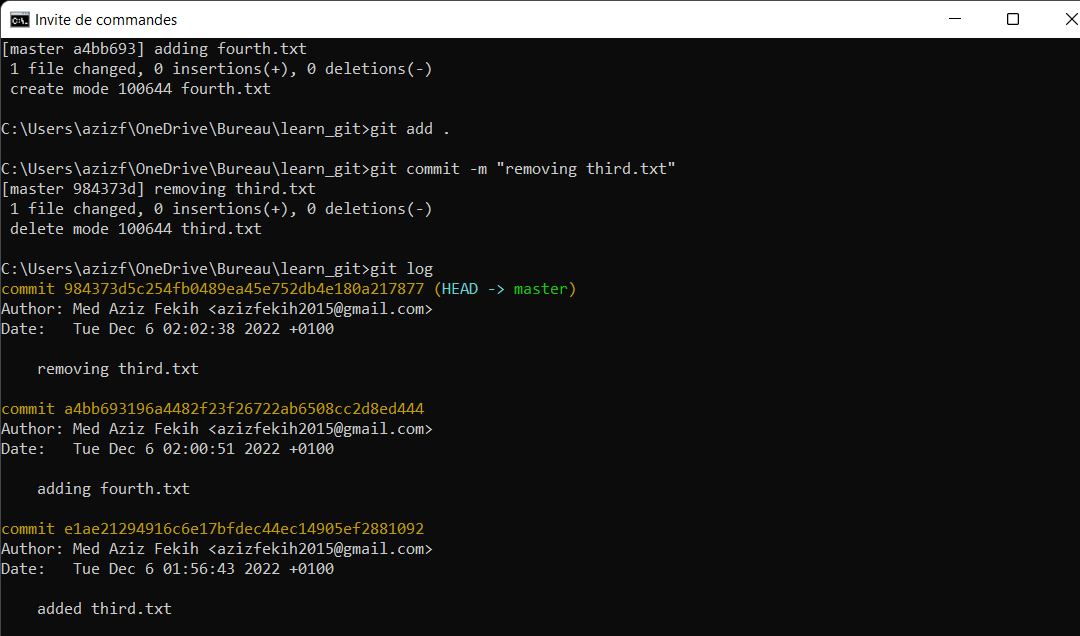 Invite de commandes
[master a4bb693] adding fourth.txt
 1 file changed, 0 insertions(+), 0 deletions(-)
 create mode 100644 fourth.txt
C:\Users\azizf\OneDrive\Bureau\learn_git>git add .
C:\Users\azizf\OneDrive\Bureau\learn_git>git commit -m "removing third.txt"
[master 984373d] removing third.txt
 1 file changed, 0 insertions(+), 0 deletions(-)
 delete mode 100644 third.txt
C:\Users\azizf\OneDrive\Bureau\learn_git>git log
commit 984373d5c254fb0489ea45e752db4e180a217877 (HEAD -> master)
Author: Med Aziz Fekih <azizfekih2015@gmail.com>
Date:   Tue Dec 6 02:02:38 2022 +0100
    removing third.txt
commit a4bb693196a4482f23f26722ab6508cc2d8ed444
Author: Med Aziz Fekih <azizfekih2015@gmail.com>
Date:   Tue Dec 6 02:00:51 2022 +0100
    adding fourth.txt
commit e1ae21294916c6e17bfdec44ec14905ef2881092
Author: Med Aziz Fekih <azizfekih2015@gmail.com>
Date:   Tue Dec 6 01:56:43 2022 +0100
    added third.txt